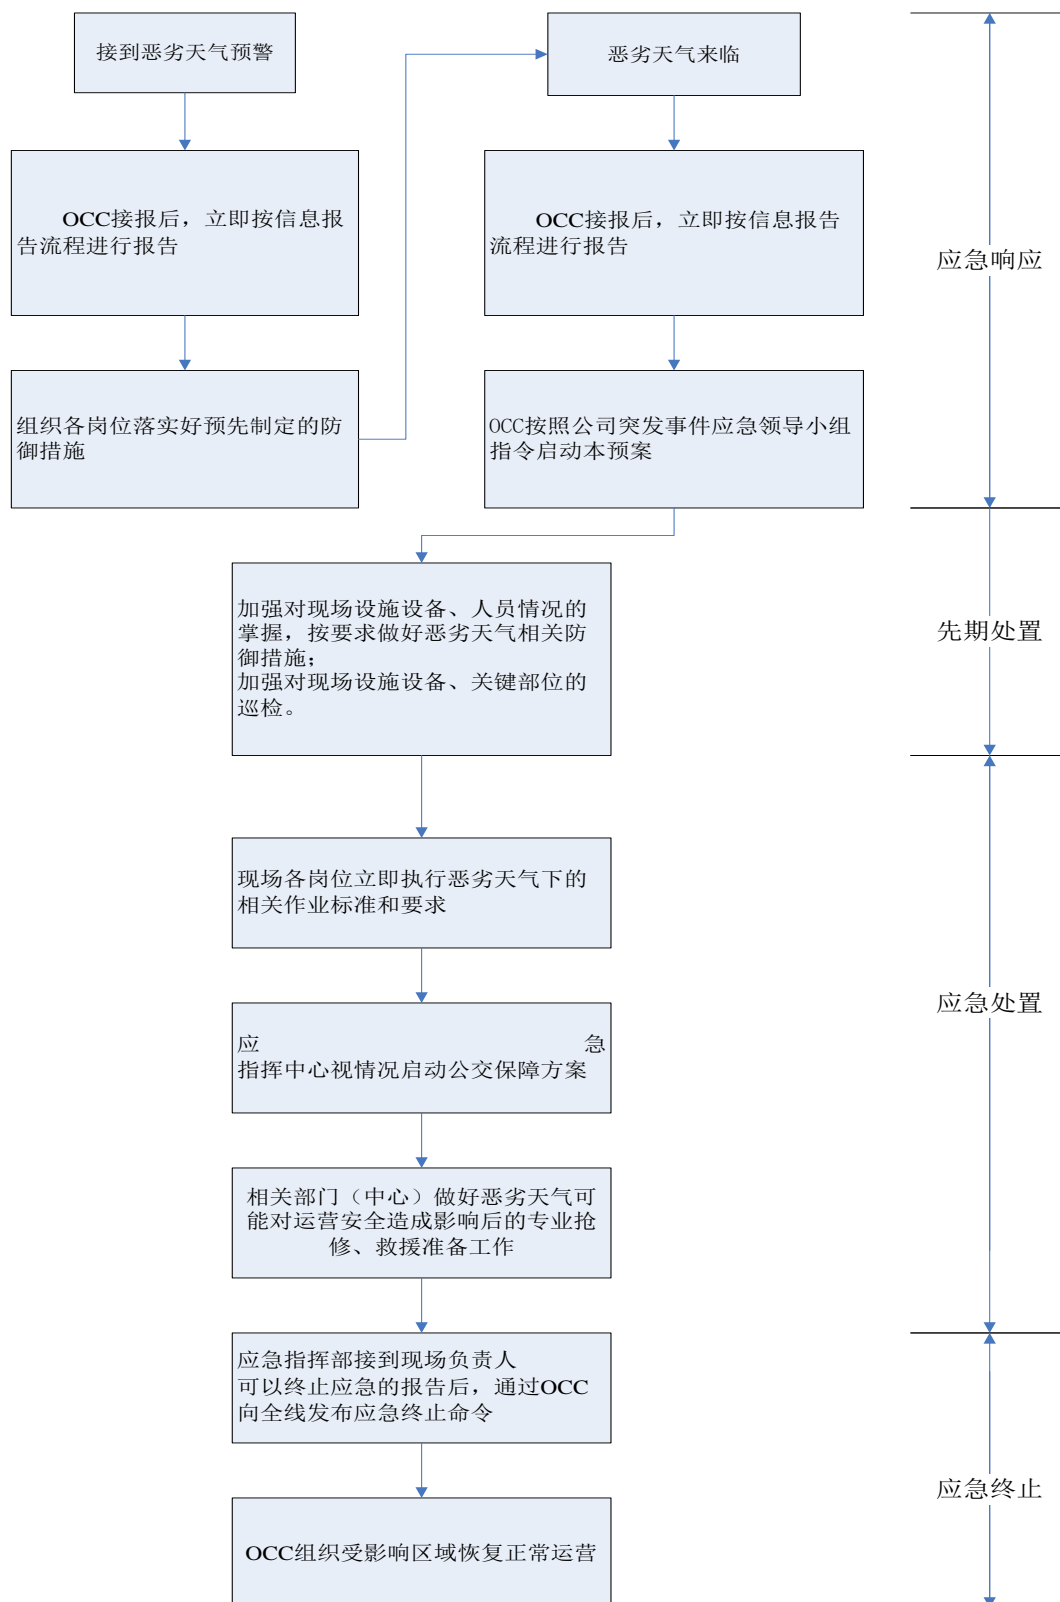 接到恶劣天气预警
OCC接报后，立即按信息报
告流程进行报告
组织各岗位落实好预先制定的防
御措施
恶劣天气来临
OCC接报后，立即按信息报告
流程进行报告
OCC按照公司突发事件应急领导小组
指令启动本预案
应急响应
加强对现场设施设备、人员情况的
掌握，按要求做好恶劣天气相关防
御措施；
加强对现场设施设备、关键部位的
巡检。
先期处置
现场各岗位立即执行恶劣天气下的
相关作业标准和要求
应 急
指挥中心视情况启动公交保障方案
相关部门（中心）做好恶劣天气可
能对运营安全造成影响后的专业抢
修、救援准备工作
应急处置
应急指挥部接到现场负责人
可以终止应急的报告后，通过OCC
向全线发布应急终止命令
OCC组织受影响区域恢复正常运营
应急终止